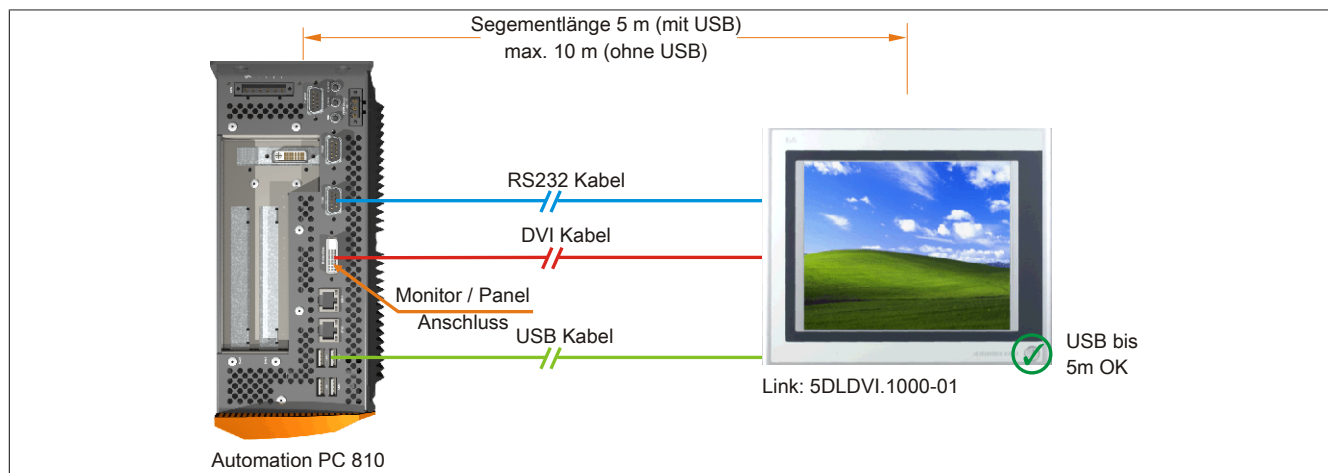 Segementlänge 5 m (mit USB)
max. 10 m (ohne USB)
RS232 Kabel
DVI Kabel
Monitor / Panel
Anschluss
USB Kabel
USB bis
5m OK
Link: 5DLDVI.1000-01
Automation PC 810